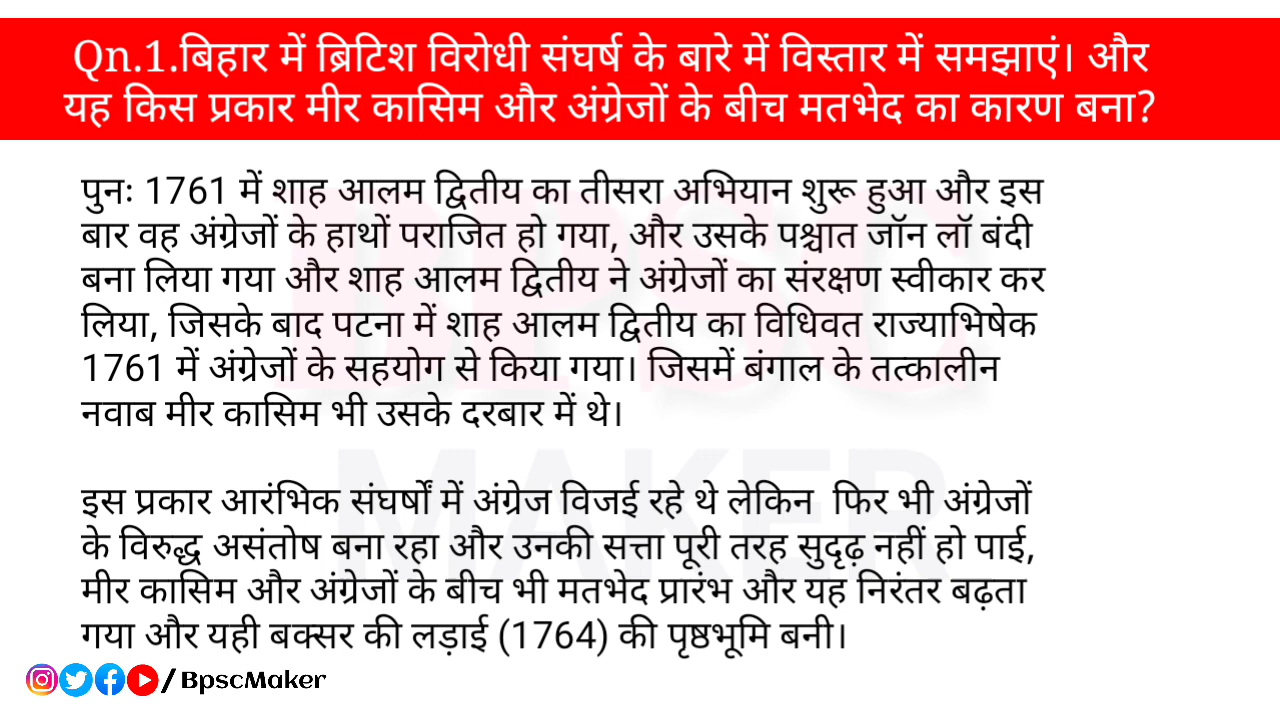 Qn.1.बिहार में ब्रिटिश विरोधी संघर्ष के बारे में विस्तार में समझाएं। और
यह किस प्रकार मीर कासिम और अंग्रेजों के बीच मतभेद का कारण बना?
पुनः 1761 में शाह आलम द्वितीय का तीसरा अभियान शुरू हुआ और इस
बार वह अंग्रेजों के हाथों पराजित हो गया, और उसके पश्चात जॉन लॉ बंदी
बना लिया गया और शाह आलम द्वितीय ने अंग्रेजों का संरक्षण स्वीकार कर
लिया, जिसके बाद पटना में शाह आलम द्वितीय का विधिवत राज्याभिषेक
1761 में अंग्रेजों के सहयोग से किया गया। जिसमें बंगाल के तत्कालीन
नवाब मीर कासिम भी उसके दरबार में थे।
इस प्रकार आरंभिक संघर्षों में अंग्रेज विजई रहे थे लेकिन फिर भी अंग्रेजों
के विरुद्ध असंतोष बना रहा और उनकी सत्ता पूरी तरह सुदृढ़ नहीं हो पाई,
मीर कासिम और अंग्रेजों के बीच भी मतभेद प्रारंभ और यह निरंतर बढ़ता
गया और यही बक्सर की लड़ाई (1764) की पृष्ठभूमि बनी।
BPSC
MAKER
/ BpscMaker